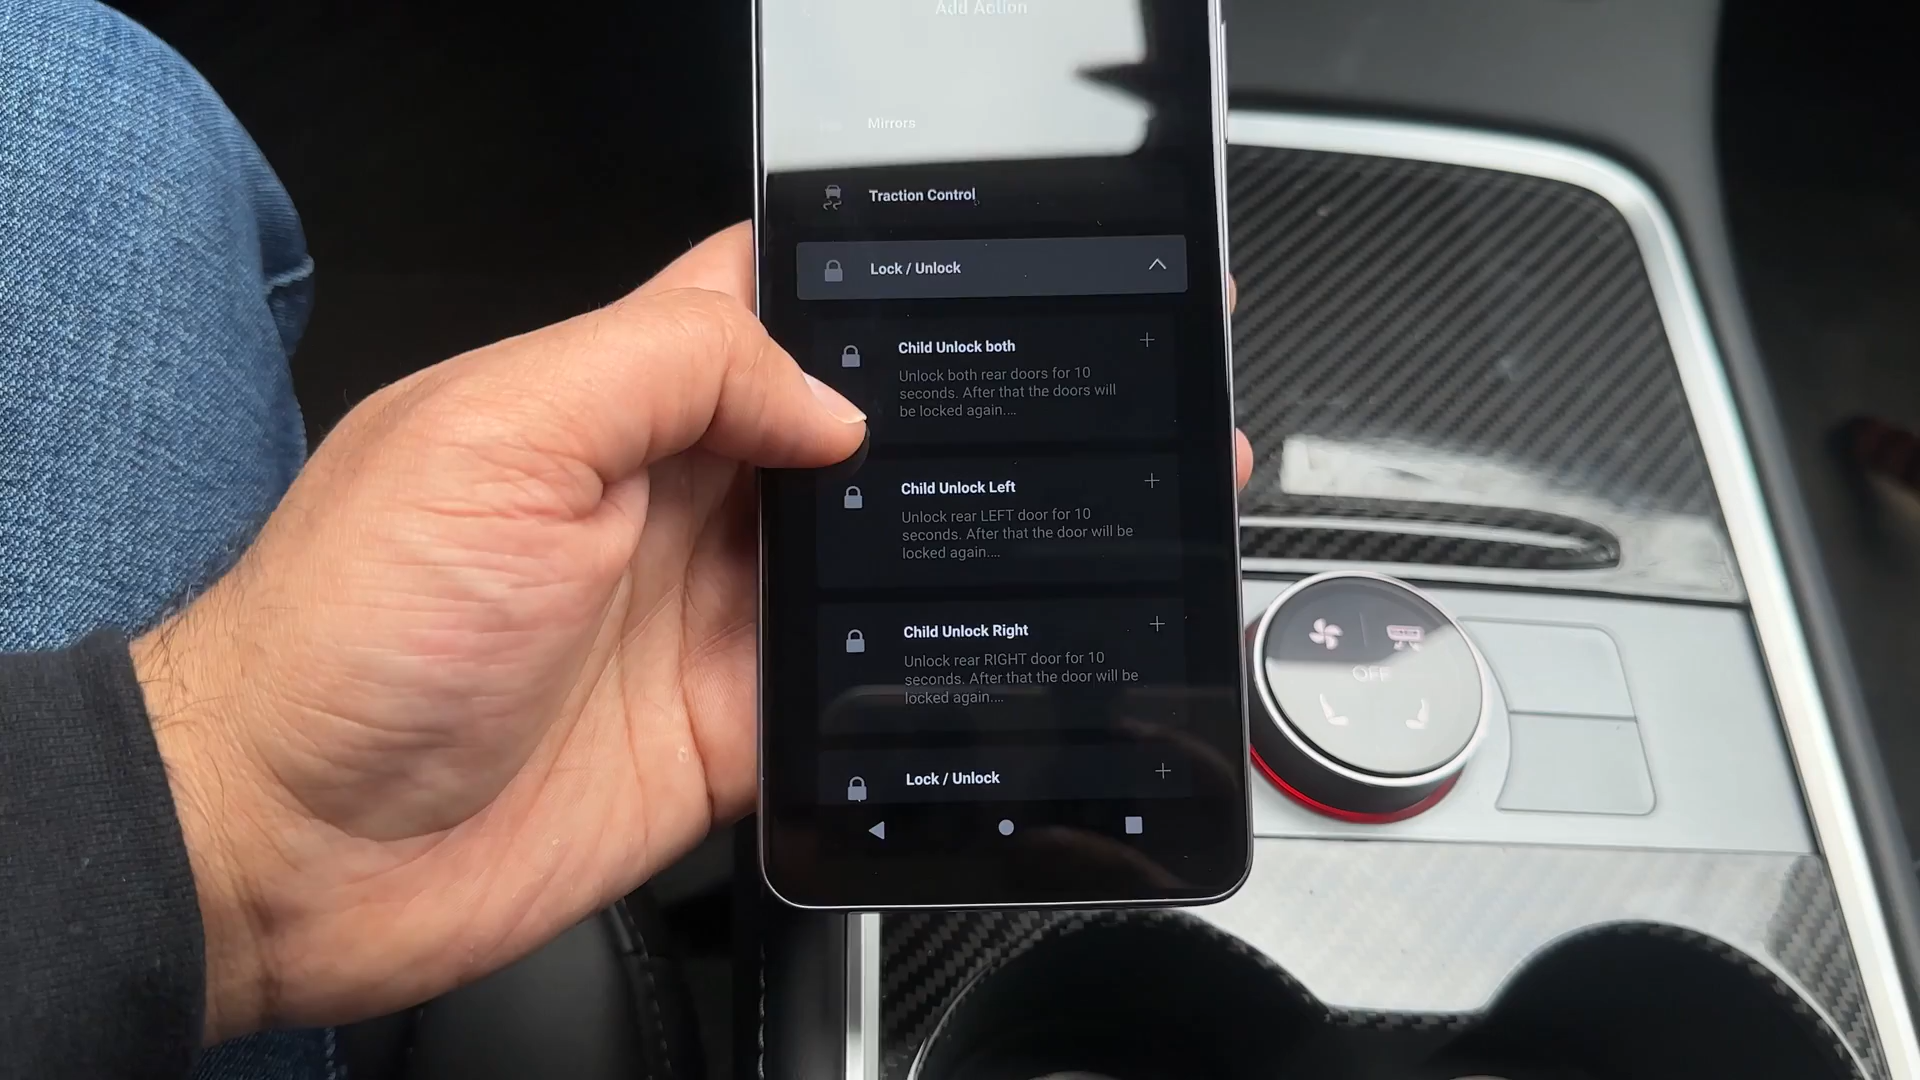 Add Action
Mirrors
Traction Control
Lock / Unlock
Child Unlock both
Unlock both rear doors for 10
seconds. After that the doors will
be locked again....
Child Unlock Left
Unlock rear LEFT door for 10
seconds. After that the door will be
locked again....
Child Unlock Right
Unlock rear RIGHT door for 10
seconds. After that the door will be
locked again....
Lock / Unlock
OFF